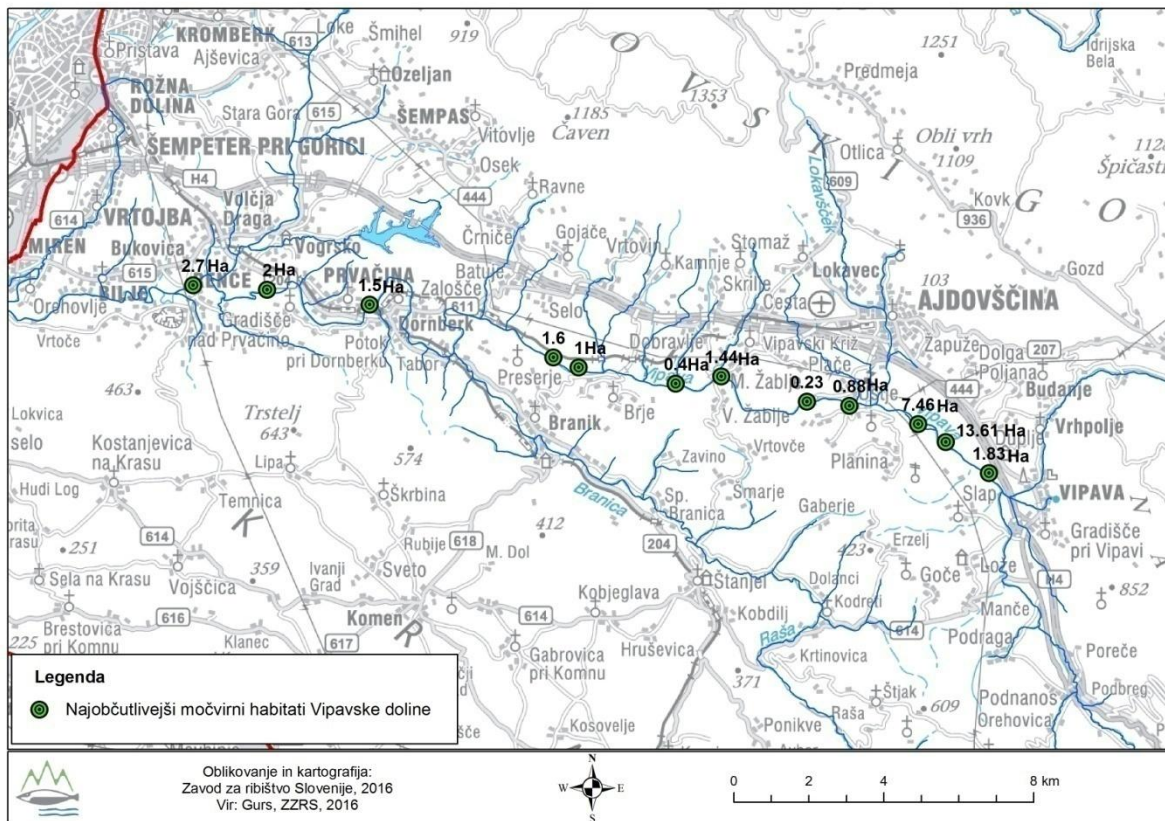 Loke
Šmihel
919
1251
Idrijska
Bela
KROMBERK
613
Pristava
Ajševica
Ozeljan
Predmeja
ROŽNA
DOLINA
Stara Gora
615
ŠEMPAS
Vitovlje
1185
Čaven
1353
Otlica
Obli vrh
1109
Špičasti
ŠEMPETER PRI GORICI
Osek
Lokavšček
609
Kovk
H4
444
Ravne
936
614
VRTOJBA
Volčja
Draga
Vogrsko
Črniče
Gojače
Vrtovin
Stomaž
Kamnje
Skrilje
Lokavec
103
Gozd
MIREN
Bukovica
615
2.7 Ha
2Ha
PRVAČINA
1.5Ha
Zalošče
Batuje
611
Selo
Cesta
AJDOVŠČINA
Orehovlje
Vrtoče
Gradišče
nad Prvačino
Dornberk
Potok
pri Dornberku
Tabor
1.6
1Ha
Preserje
Dobravlje
0.4Ha
Vipava
1.44Ha
Vipavski Križ
Plače
Zapuže
Dolga
Poljana
207
Budanje
463
Brje
M. Žablje
V. Žablje
0.23
0.88Ha
444
7.46 Ha
Vipava
Vrhpolje
Lokvica
selo
Kostanjevica
na Krasu
Trstelj
643
Lipa
574
Branik
Vrtovče
Planina
13.61 Ha
1.83Ha
Hudi Log
Temnica
Škrbina
Zavino
Smarje
Slap
VIPAVA
251
614
Branica
Sp.
Branica
Gaberje
Gradišče
pri Vipavi
412
618
Rubije
M. Dol
204
423
Erzelj
Goče
Lože
H4
852
Sela na Krasu
Vojščica
359
Ivanji
Grad
Sveto
Štanjel
Dolanci
Kodreti
Manče
616
Komen
614
Kobjeglava
Kobdilj
614
Podraga
Poreče
225
Brestovica
pri Komnu
Klanec
617
Gabrovica
pri Komnu
Hruševica
Raša
Krtinovica
371
Štjak
609
Podnanos
Orehovica
Podbreg
Kosovelje
Ponikve
Raša
Legenda
Najobčutlivejši močvirni habitati Vipavske doline
Oblikovanje in kartografija:
Zavod za ribištvo Slovenije, 2016
Vir: Gurs, ZZRS, 2016
N
W E
S
0 2 4 8 km